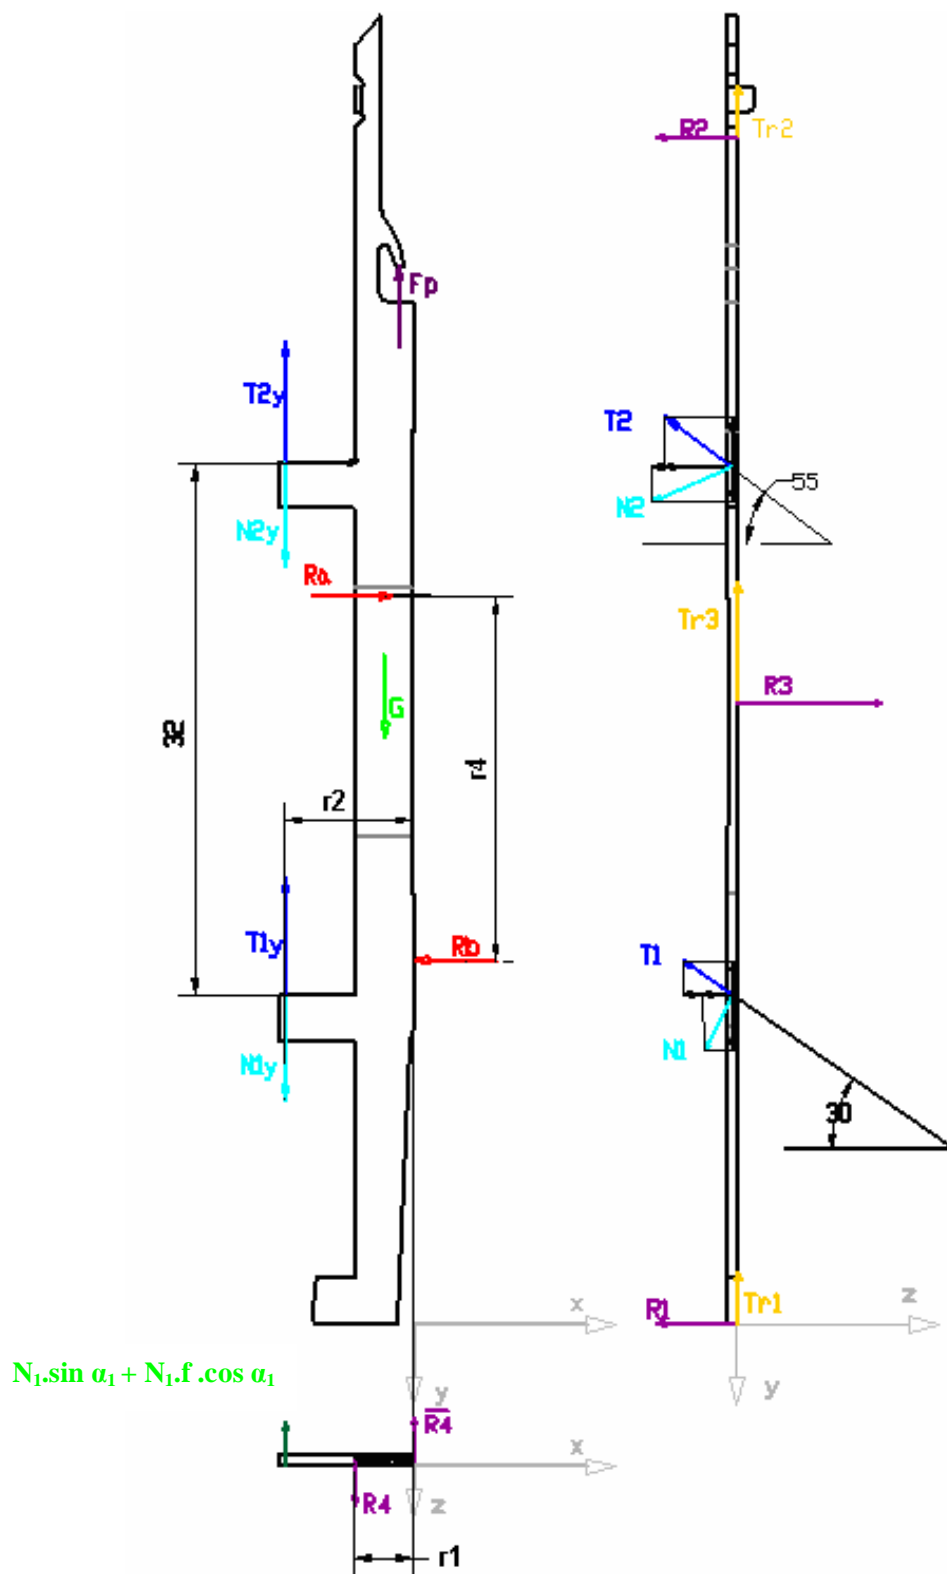 R2
Tr2
Fp
T2y
T2
55
N2y
N2
Ra
Tr3
G
R3
32
r4
r2
T1y
Rb
T1
N1y
N1
30
x
R1
Tr1
z
N₁.sin α₁ + N₁.f .cos α₁
y
y
R4
x
R4
z
r1